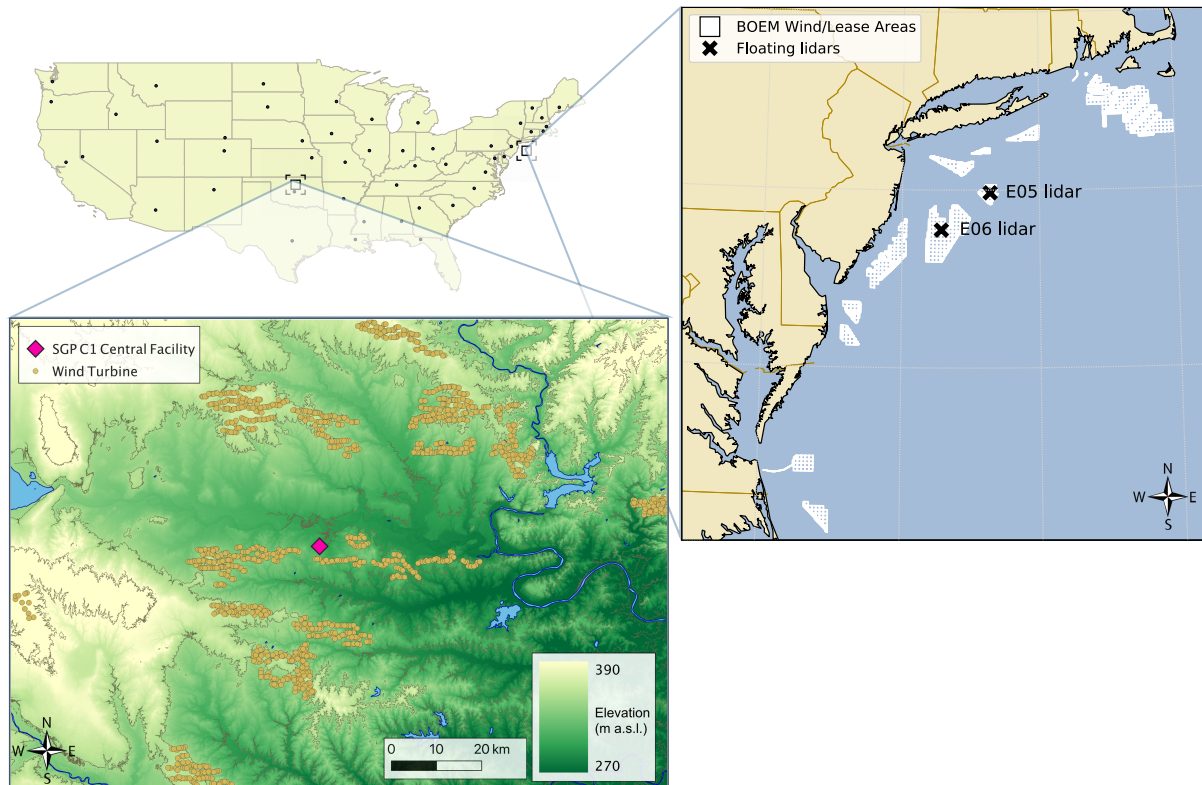 BOEM Wind/Lease Areas
Floating lidars
E05 lidar
E06 lidar
N
W E
S
SGP C1 Central Facility
Wind Turbine
390
Elevation
(m a.s.l.)
270
0 10 20 km
N
W E
S